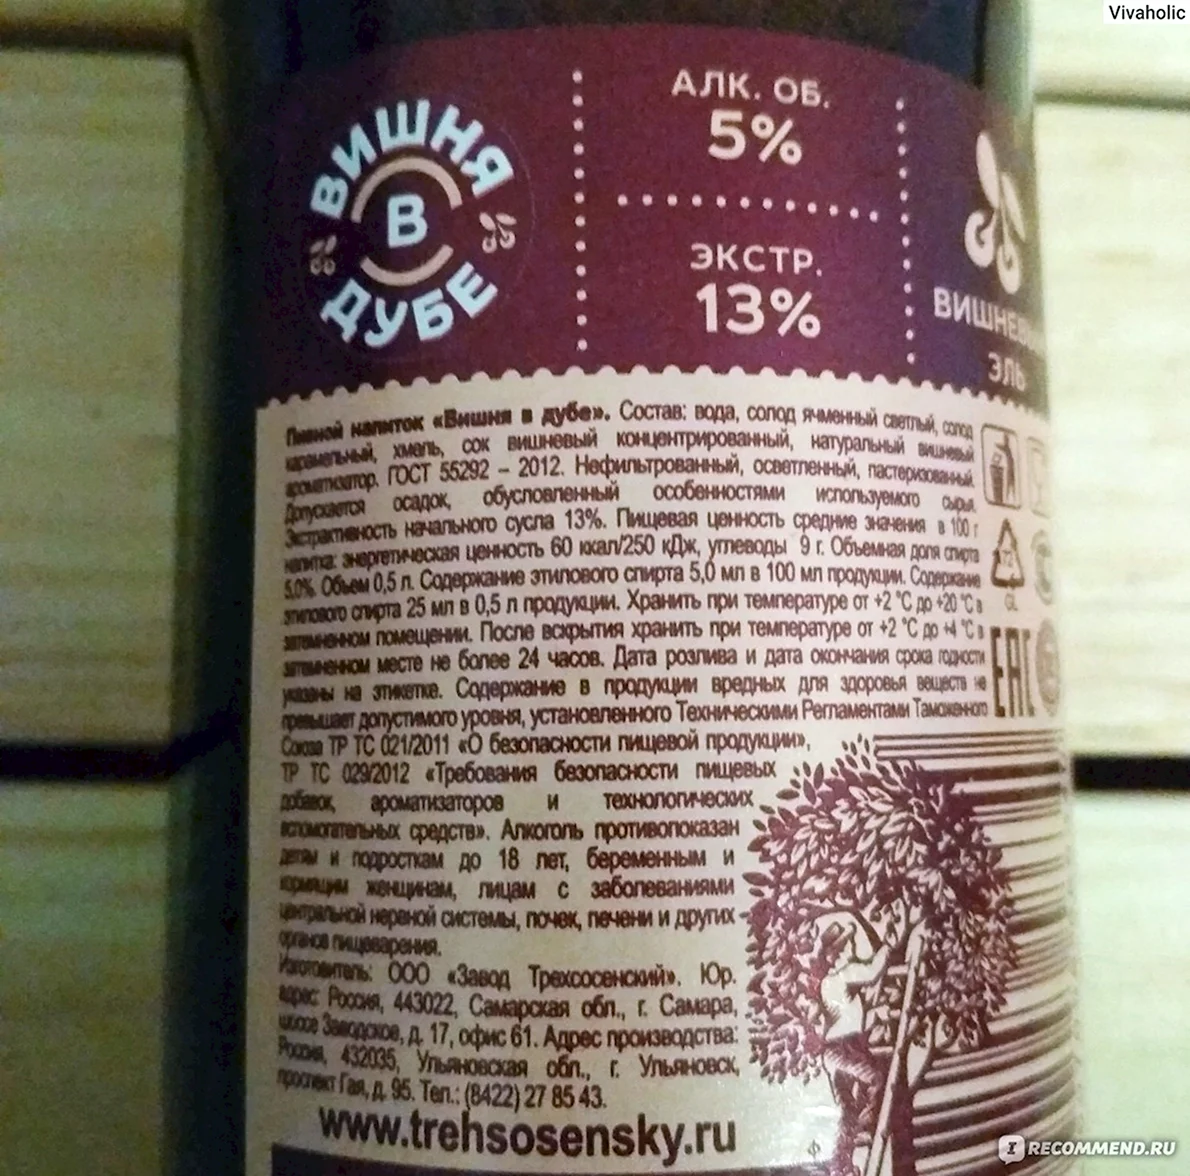 Vivaholic
ВИШНЯ
В
ДУБЕ
АЛК. ОБ.
5%
ЭКСТР.
13%
ВИШНЕВЫЙ
ЭЛЬ
Пивной напиток «Вишня в дубе». Состав: вода, солод ячменный светлый, солод
карамельный, хмель, сок вишневый концентрированный, натуральный вишневый
ароматизатор. ГОСТ 55292 – 2012. Нефильтрованный, осветленный, пастеризованный.
Допускается осадок, обусловленный особенностями используемого сырья.
Экстрактивность начального сусла 13%. Пищевая ценность средние значения в 100 г
напитка: энергетическая ценность 60 ккал/250 кДж, углеводы 9 г. Объемная доля спирта
5,0%. Объем 0,5 л. Содержание этилового спирта 5,0 мл в 100 мл продукции. Содержание
этилового спирта 25 мл в 0,5 л продукции. Хранить при температуре от +2 °С до +20 °С в
затемненном помещении. После вскрытия хранить при температуре от +2 °С до +4 °С в
затемненном месте не более 24 часов. Дата розлива и дата окончания срока годности
указаны на этикетке. Содержание в продукции вредных для здоровья веществ не
превышает допустимого уровня, установленного Техническими Регламентами Таможенного
Союза ТР ТС 021/2011 «О безопасности пищевой продукции»,
ТР ТС 029/2012 «Требования безопасности пищевых
добавок, ароматизаторов и технологических
вспомогательных средств». Алкоголь противопоказан
детям и подросткам до 18 лет, беременным и
кормящим женщинам, лицам с заболеваниями
центральной нервной системы, почек, печени и других
органов пищеварения.
Изготовитель: ООО «Завод Трехсосенский». Юр.
адрес: Россия, 443022, Самарская обл., г. Самара,
шоссе Заводское, д. 17, офис 61. Адрес производства:
Россия, 432035, Ульяновская обл., г. Ульяновск,
проспект Гая, д. 95. Тел.: (8422) 27 85 43.
www.trehsosensky.ru
72
GL
EAC
I RECOMMEND.RU